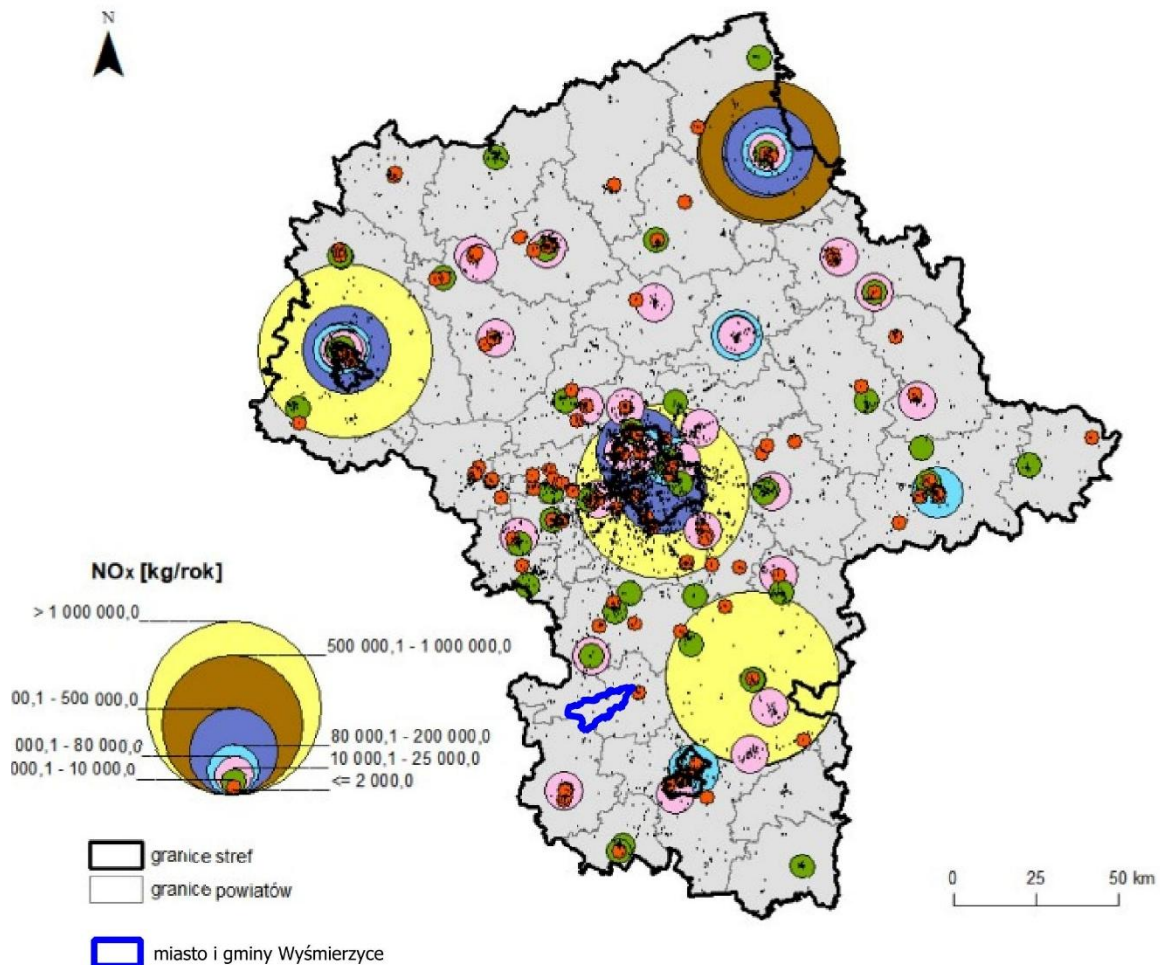 N
NOx [kg/rok]
> 1 000 000,0
500 000,1 - 1 000000,0
00,1 - 500 000,0
80 000,1 - 200 000,0
000,1 - 80 000,0
10 000,1 - 25 000,0
000,1 - 10 000,0
<= 2 000,0
granice stref
granice powiatów
miasto i gminy Wyśmierzyce
0 25 50 km